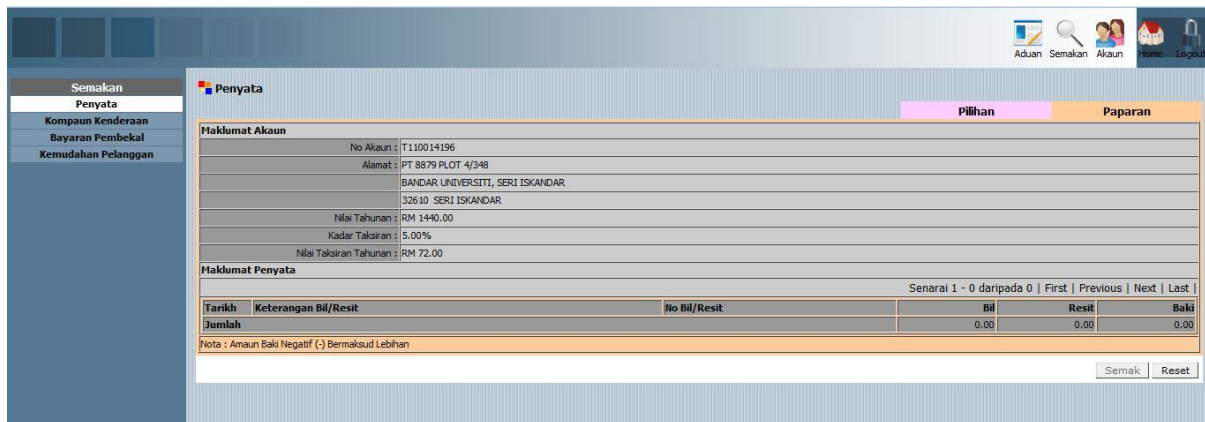 Aduan Semakan Akaun Home Logout
Semakan
Penyata
Kompaun Kenderaan
Bayaran Pembekal
Kemudahan Pelanggan
Penyata
Pilihan Paparan
Maklumat Akaun
No Akaun : T110014196
Alamat : PT 8879 PLOT 4/348
BANDAR UNIVERSITI, SERI ISKANDAR
32610 SERI ISKANDAR
Nilai Tahunan : RM 1440.00
Kadar Taksiran : 5.00%
Nilai Taksiran Tahunan : RM 72.00
Maklumat Penyata
Senarai 1 - 0 daripada 0 | First | Previous | Next | Last |
Tarikh Keterangan Bil/Resit No Bil/Resit Bil Resit Baki
Jumlah 0.00 0.00 0.00
Nota : Amaun Baki Negatif (-) Bermaksud Lebihan
Semak Reset